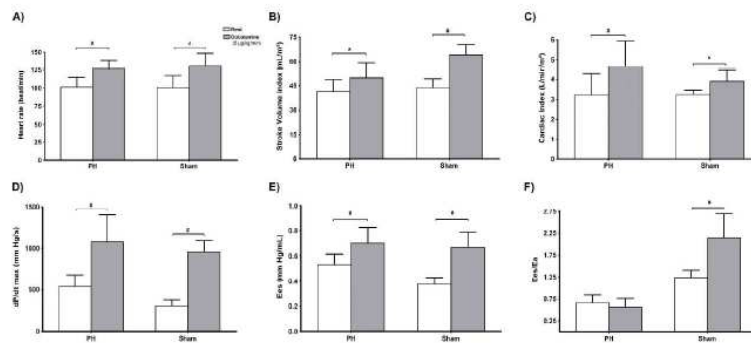 A)
Rest
Dobutamine
Heart rate (beat/min)
150
125
100
75
50
25
0
#
#
PH
Sham
B)
Stroke Volume Index (mL/m²)
75
60
45
30
15
0
#
#
PH
Sham
C)
Cardiac Index (L/min/m²)
6
5
4
3
2
1
0
#
*
PH
Sham
D)
dP/dt max (mm Hg/s)
1500
1000
500
0
#
#
PH
Sham
E)
Ees (mm Hg/mL)
1.0
0.8
0.6
0.4
0.2
0.0
#
#
PH
Sham
F)
Ees/Ea
2.75
2.25
1.75
1.25
0.75
0.25
PH
Sham